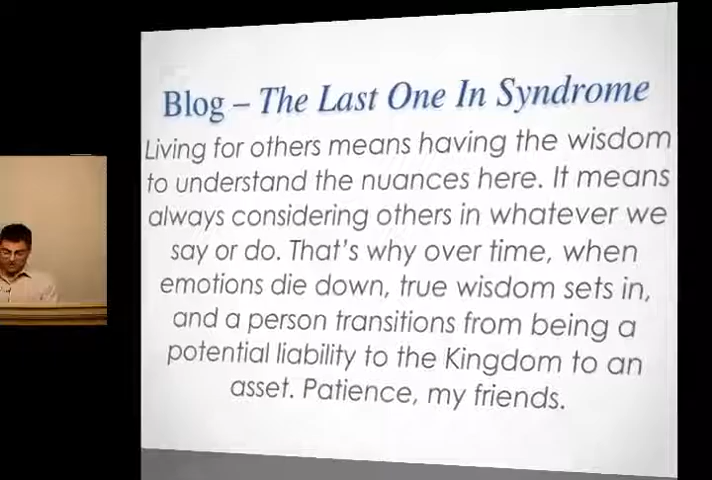 Blog – The Last One In Syndrome
Living for others means having the wisdom
to understand the nuances here. It means
always considering others in whatever we
say or do. That's why over time, when
emotions die down, true wisdom sets in,
and a person transitions from being a
potential liability to the Kingdom to an
asset. Patience, my friends.